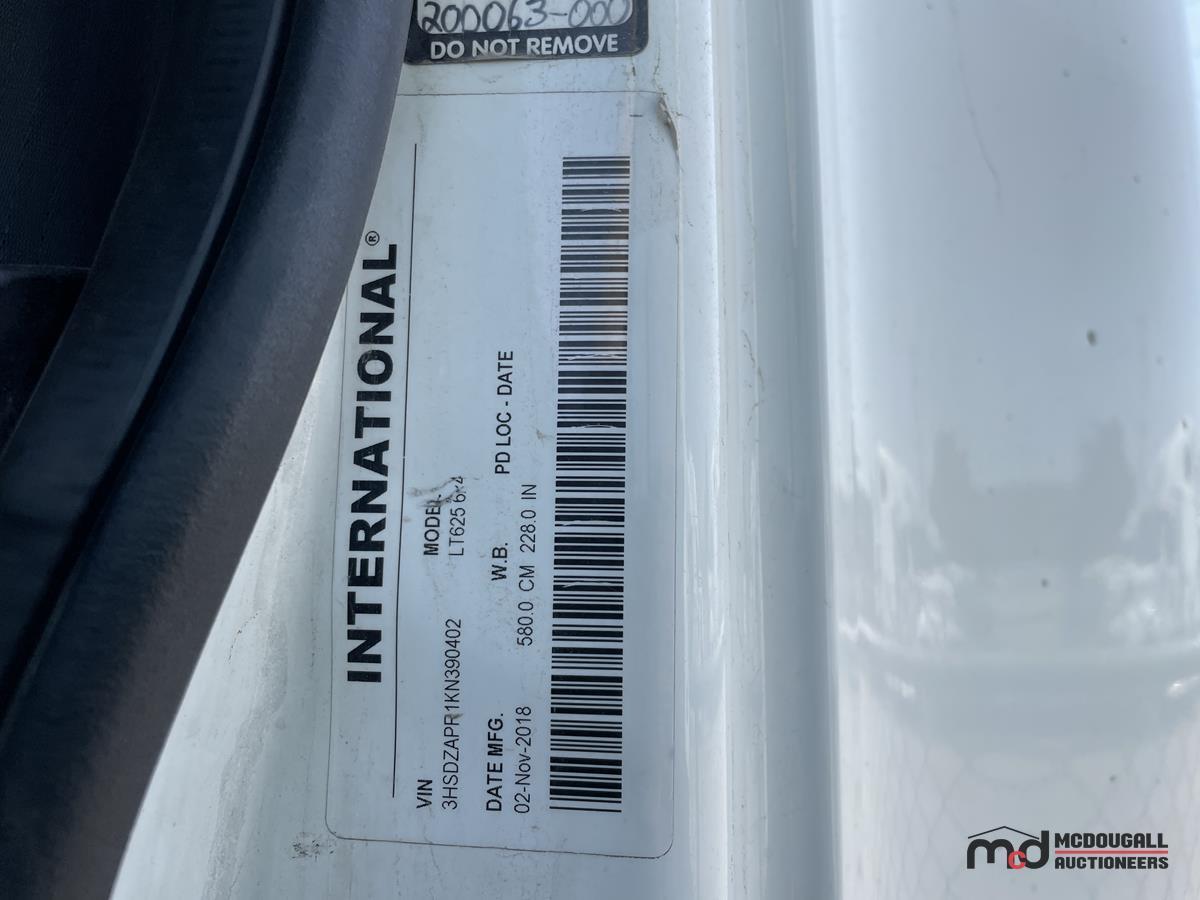 200063-000
DO NOT REMOVE
INTERNATIONAL®
VIN MODEL
3HSDZAPR1KN390402 LT625 6x4
DATE MFG. W.B. PD LOC - DATE
02-Nov-2018 580.0 CM 228.0 IN
mcd MCDOUGALL
AUCTIONEERS